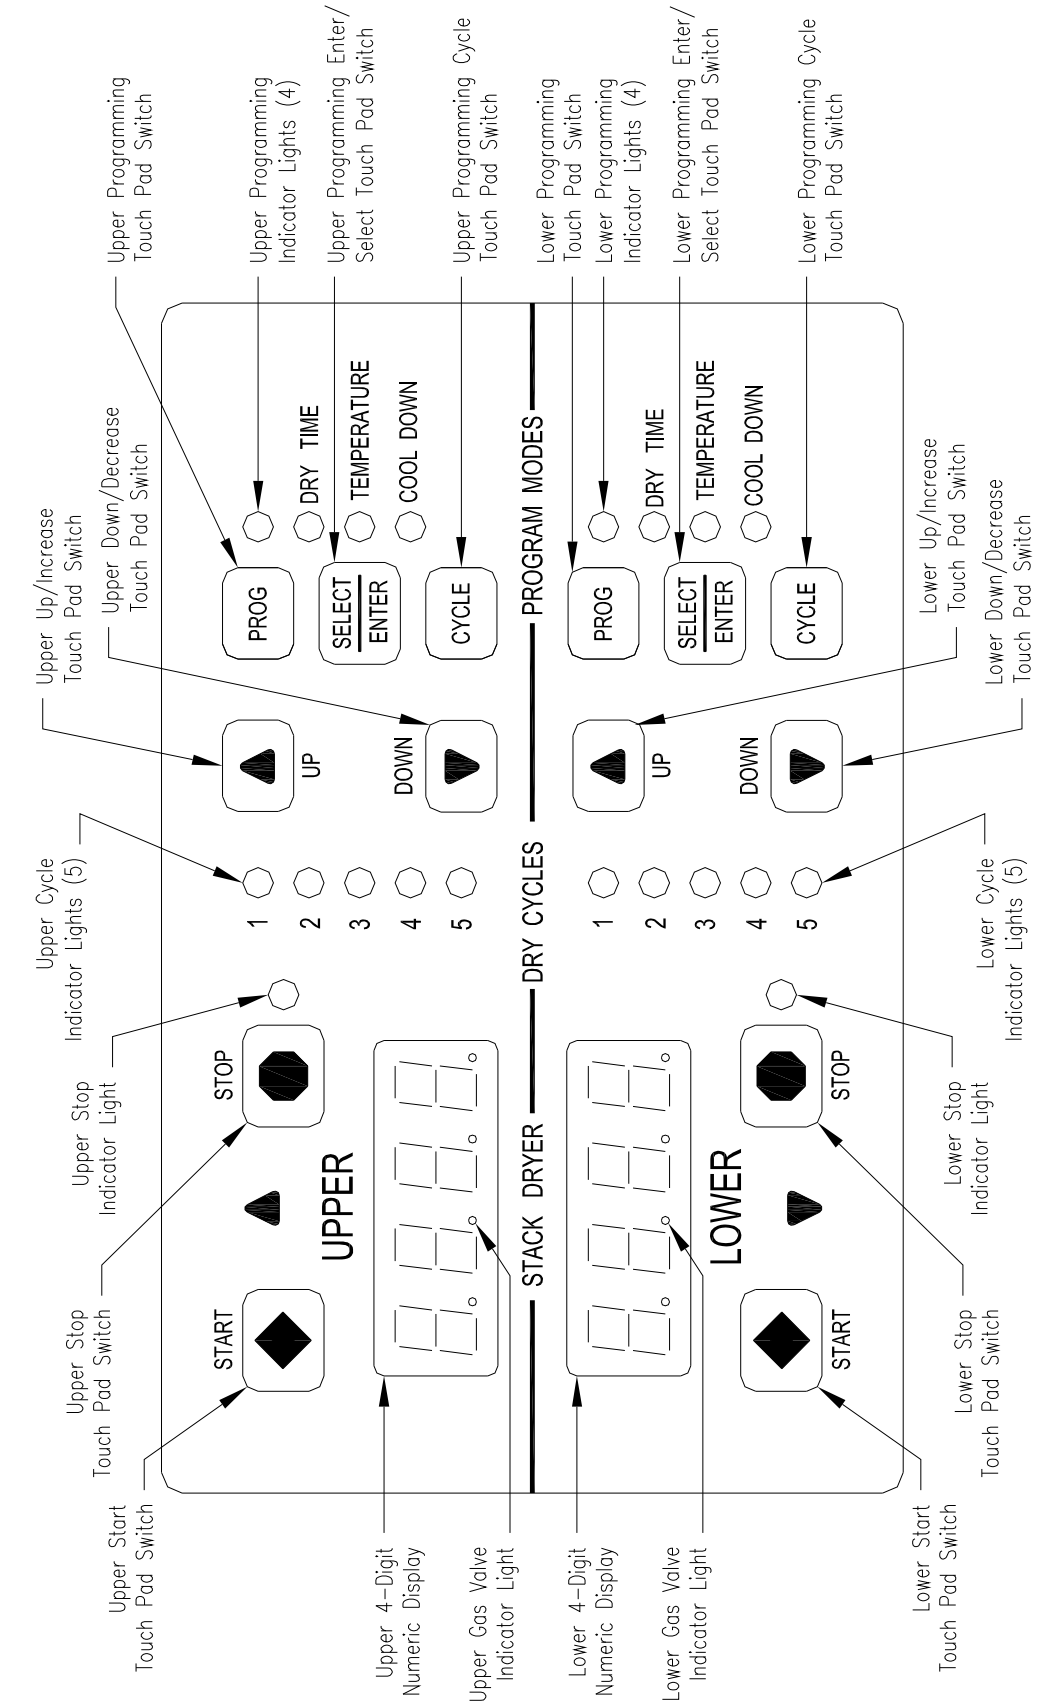 Upper Programming
Touch Pad Switch
Upper Programming
Indicator Lights (4)
Upper Programming Enter/
Select Touch Pad Switch
Upper Programming Cycle
Touch Pad Switch
Lower Programming
Touch Pad Switch
Lower Programming
Indicator Lights (4)
Lower Programming Enter/
Select Touch Pad Switch
Lower Programming Cycle
Touch Pad Switch
Upper Up/Increase
Touch Pad Switch
Upper Down/Decrease
Touch Pad Switch
Upper Cycle
Indicator Lights (5)
Upper Stop
Indicator Light
Upper Stop
Touch Pad Switch
Upper Start
Touch Pad Switch
START
STOP
UPPER
1
2
3
4
5
UP
DOWN
PROG
SELECT
ENTER
CYCLE
DRY TIME
TEMPERATURE
COOL DOWN
STACK DRYER
DRY CYCLES
PROGRAM MODES
1
2
3
4
5
UP
DOWN
PROG
SELECT
ENTER
CYCLE
DRY TIME
TEMPERATURE
COOL DOWN
LOWER
START
STOP
Upper 4-Digit
Numeric Display
Upper Gas Valve
Indicator Light
Lower 4-Digit
Numeric Display
Lower Gas Valve
Indicator Light
Lower Start
Touch Pad Switch
Lower Stop
Touch Pad Switch
Lower Stop
Indicator Light
Lower Cycle
Indicator Lights (5)
Lower Up/Increase
Touch Pad Switch
Lower Down/Decrease
Touch Pad Switch